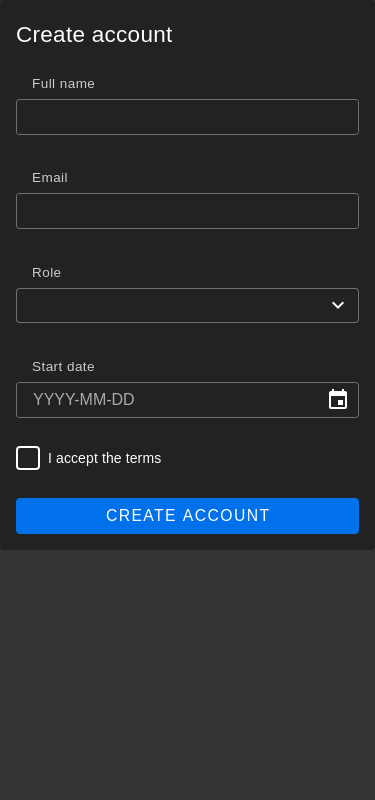 Create account
Full name
Email
Role
Start date
YYYY-MM-DD
I accept the terms
CREATE ACCOUNT